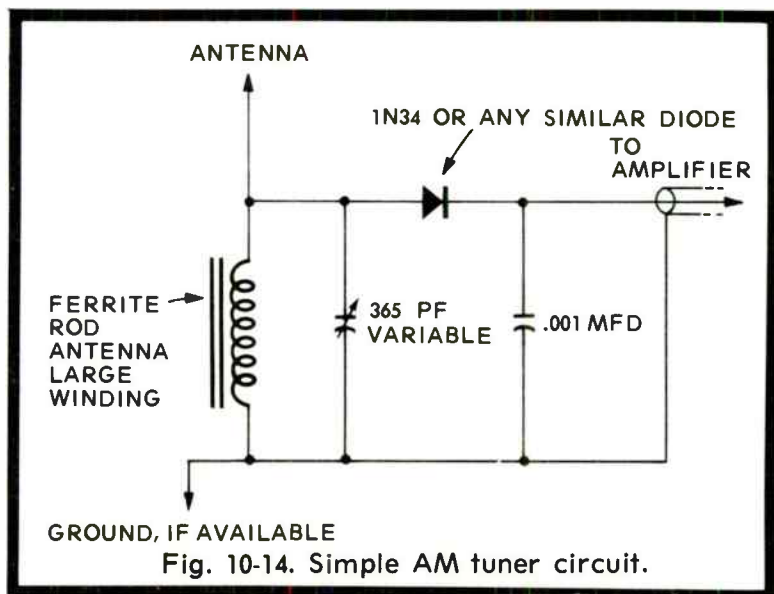 ANTENNA
1N34 OR ANY SIMILAR DIODE
TO
AMPLIFIER
FERRITE
ROD
ANTENNA
LARGE
WINDING
365 PF
VARIABLE
.001 MFD
GROUND, IF AVAILABLE
Fig. 10-14. Simple AM tuner circuit.